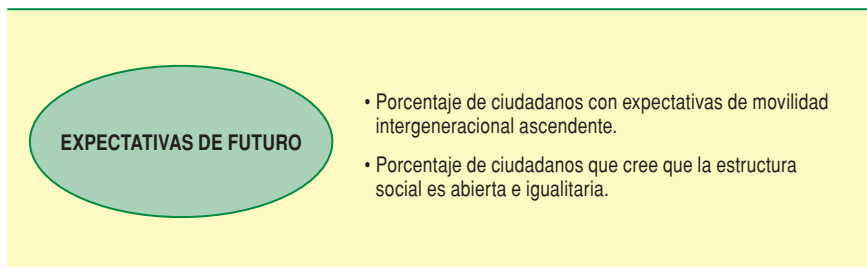 EXPECTATIVAS DE FUTURO
• Porcentaje de ciudadanos con expectativas de movilidad
intergeneracional ascendente.
• Porcentaje de ciudadanos que cree que la estructura
social es abierta e igualitaria.